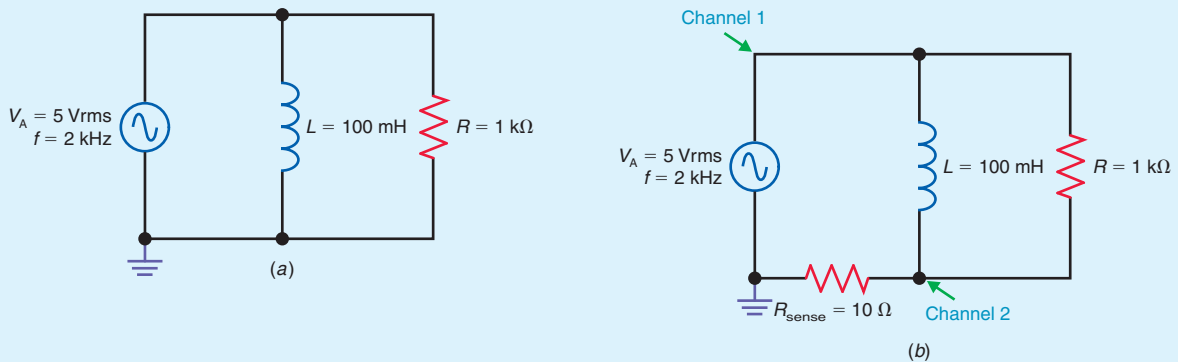 V_A = 5 Vrms
f = 2 kHz
L = 100 mH
R = 1 kΩ
(a)
Channel 1
V_A = 5 Vrms
f = 2 kHz
L = 100 mH
R = 1 kΩ
R_sense = 10 Ω
Channel 2
(b)